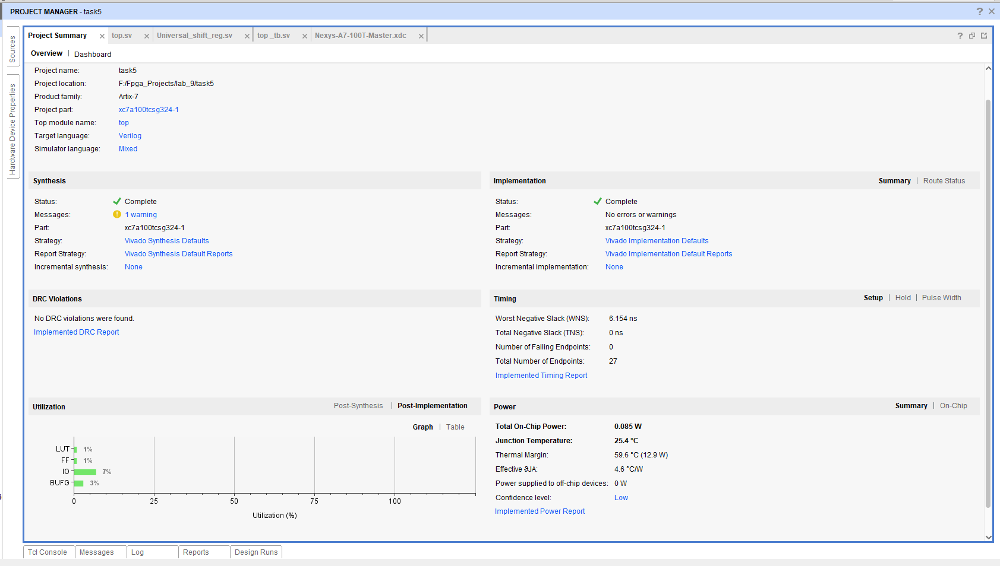 PROJECT MANAGER - task5
Sources
Hardware Device Properties
Project Summary
top.sv
Universal_shift_reg.sv
top _tb.sv
Nexys-A7-100T-Master.xdc
Overview | Dashboard
Project name: task5
Project location: F:/Fpga_Projects/lab_9/task5
Product family: Artix-7
Project part: xc7a100tcsg324-1
Top module name: top
Target language: Verilog
Simulator language: Mixed
Synthesis
Status: Complete
Messages: 1 warning
Part: xc7a100tcsg324-1
Strategy: Vivado Synthesis Defaults
Report Strategy: Vivado Synthesis Default Reports
Incremental synthesis: None
Implementation
Summary | Route Status
Status: Complete
Messages: No errors or warnings
Part: xc7a100tcsg324-1
Strategy: Vivado Implementation Defaults
Report Strategy: Vivado Implementation Default Reports
Incremental implementation: None
DRC Violations
No DRC violations were found.
Implemented DRC Report
Timing
Setup | Hold | Pulse Width
Worst Negative Slack (WNS): 6.154 ns
Total Negative Slack (TNS): 0 ns
Number of Failing Endpoints: 0
Total Number of Endpoints: 27
Implemented Timing Report
Utilization
Post-Synthesis | Post-Implementation
Graph | Table
LUT 1%
FF 1%
IO 7%
BUFG 3%
0 25 50 75 100
Utilization (%)
Power
Summary | On-Chip
Total On-Chip Power: 0.085 W
Junction Temperature: 25.4 °C
Thermal Margin: 59.6 °C (12.9 W)
Effective ϑJA: 4.6 °C/W
Power supplied to off-chip devices: 0 W
Confidence level: Low
Implemented Power Report
Tcl Console
Messages
Log
Reports
Design Runs